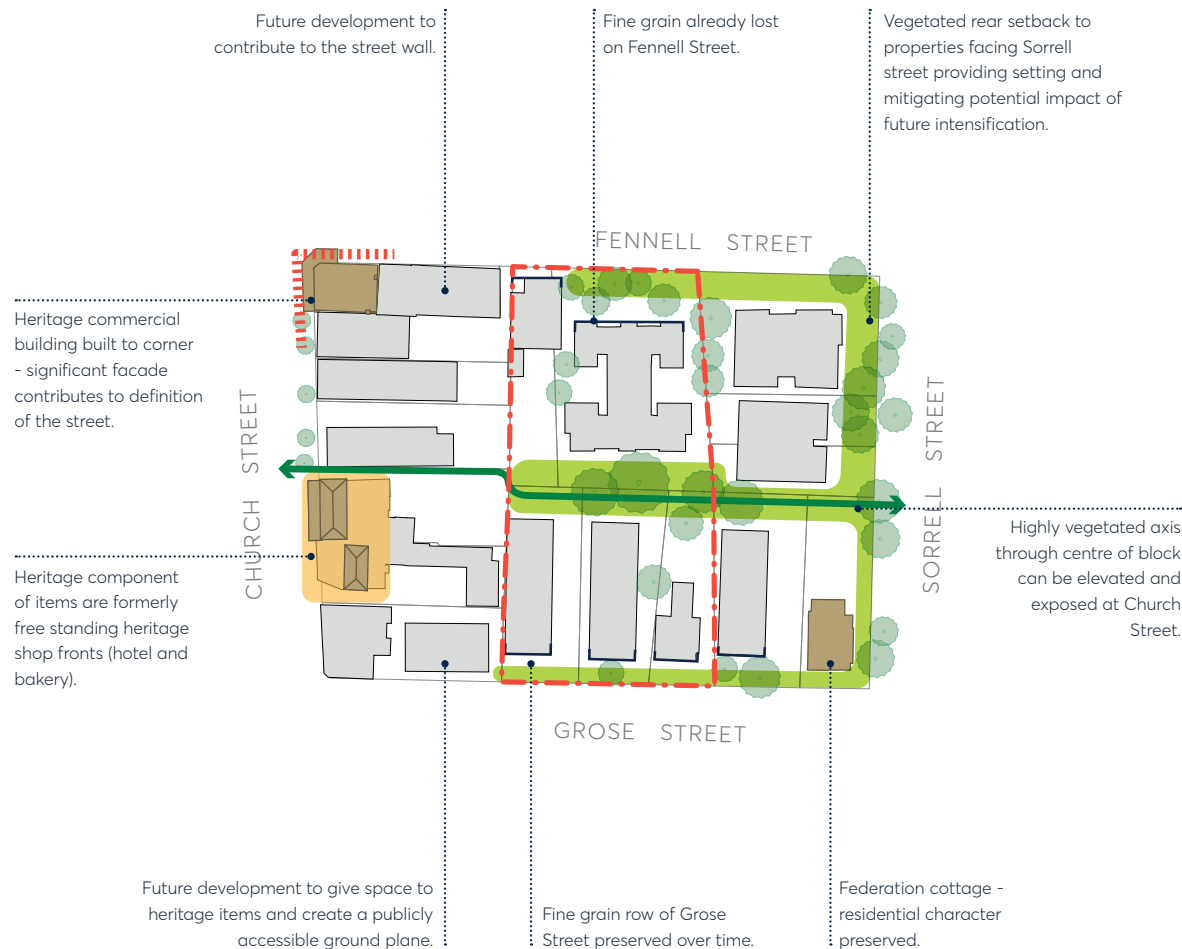 Future development to
contribute to the street wall.
Fine grain already lost
on Fennell Street.
Vegetated rear setback to
properties facing Sorrell
street providing setting and
mitigating potential impact of
future intensification.
FENNELL STREET
Heritage commercial
building built to corner
- significant facade
contributes to definition
of the street.
CHURCH STREET
SORRELL STREET
Heritage component
of items are formerly
free standing heritage
shop fronts (hotel and
bakery).
Highly vegetated axis
through centre of block
can be elevated and
exposed at Church
Street.
GROSE STREET
Future development to give space to
heritage items and create a publicly
accessible ground plane.
Fine grain row of Grose
Street preserved over time.
Federation cottage -
residential character
preserved.